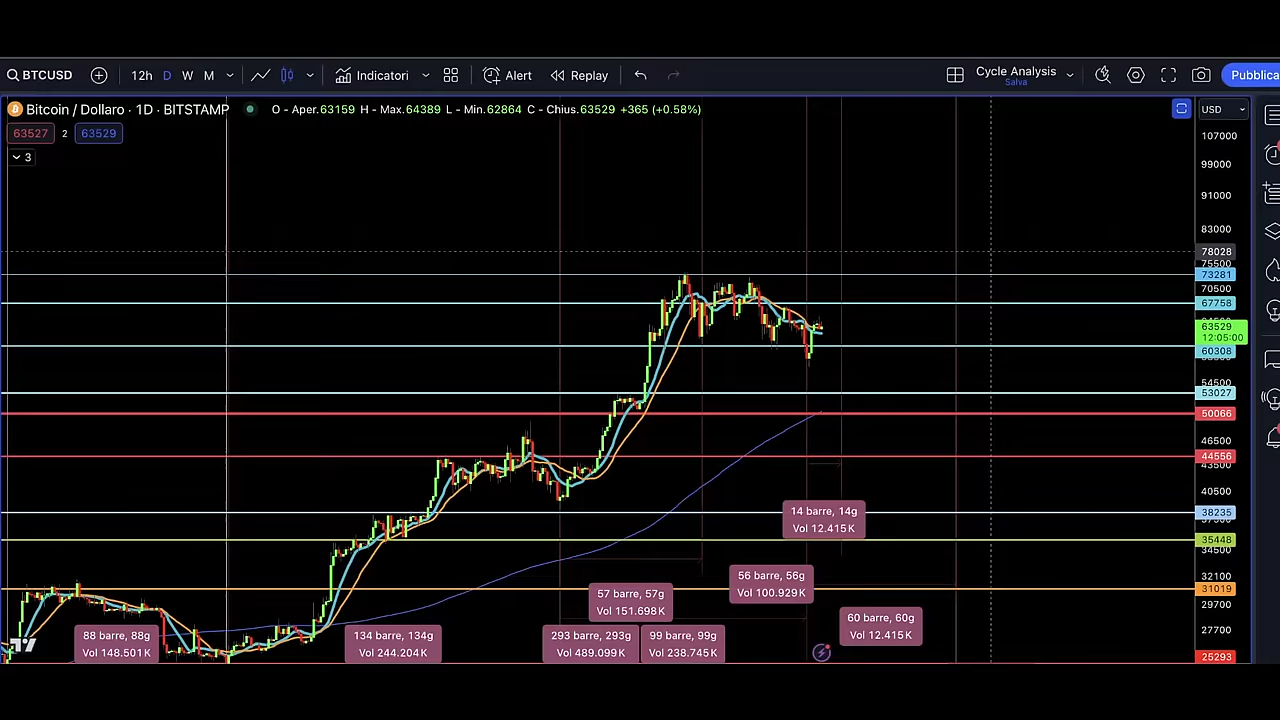 BTCUSD 12h D W M Indicatori Alert Replay Cycle Analysis Pubblica
Salva
Bitcoin / Dollaro · 1D · BITSTAMP O - Aper.63159 H - Max.64389 L - Min.62864 C - Chius.63529 +365 (+0.58%) USD
63527 2 63529
3
107000
99000
91000
83000
78028
75500
73281
70500
67758
63529
12:05:00
60308
54500
53027
50066
46500
44556
43500
40500
38235
35448
34500
32100
31019
29700
27700
25293
14 barre, 14g
Vol 12.415K
56 barre, 56g
Vol 100.929K
57 barre, 57g
Vol 151.698K
60 barre, 60g
Vol 12.415K
88 barre, 88g
Vol 148.501K
134 barre, 134g
Vol 244.204K
293 barre, 293g
Vol 489.099K
99 barre, 99g
Vol 238.745K